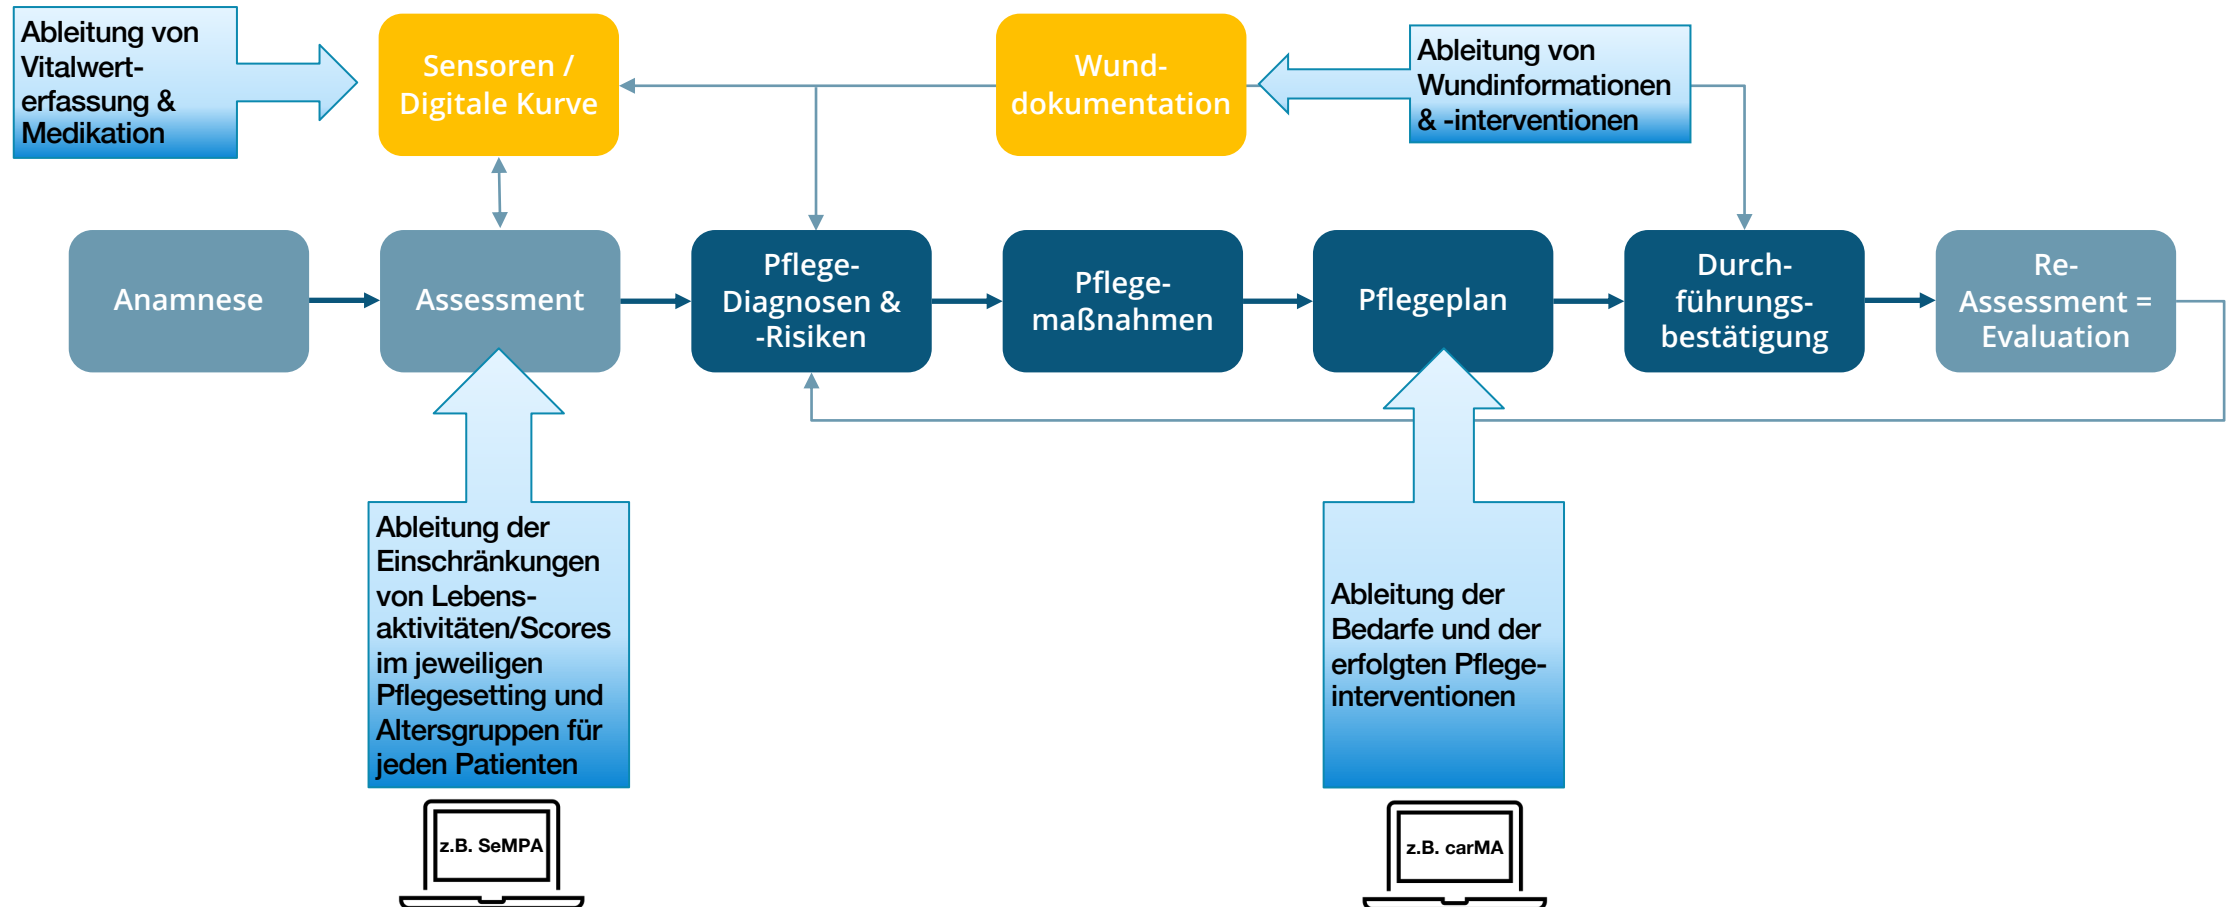 Ableitung von
Vitalwert-
erfassung &
Medikation
Sensoren /
Digitale Kurve
Wund-
dokumentation
Ableitung von
Wundinformationen
& -interventionen
Anamnese
Assessment
Pflege-
Diagnosen &
-Risiken
Pflege-
maßnahmen
Pflegeplan
Durch-
führungs-
bestätigung
Re-
Assessment =
Evaluation
Ableitung der
Einschränkungen
von Lebens-
aktivitäten/Scores
im jeweiligen
Pflegesetting und
Altersgruppen für
jeden Patienten
Ableitung der
Bedarfe und der
erfolgten Pflege-
interventionen
z.B. SeMPA
z.B. carMA